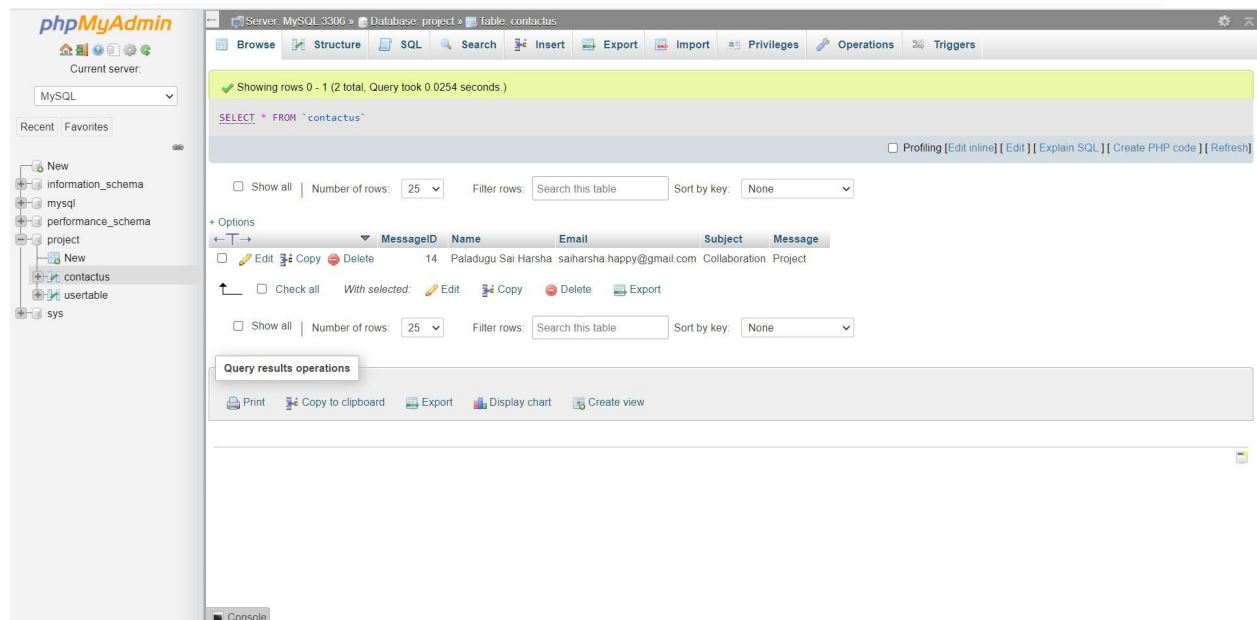 phpMyAdmin
Current server:
MySQL
Recent Favorites
New
information_schema
mysql
performance_schema
project
New
contactus
usertable
sys
Server: MySQL:3306 » Database: project » Table: contactus
Browse Structure SQL Search Insert Export Import Privileges Operations Triggers
Showing rows 0 - 1 (2 total, Query took 0.0254 seconds.)
SELECT * FROM `contactus`
Profiling [Edit inline] [ Edit ] [ Explain SQL ] [ Create PHP code ] [ Refresh]
Show all | Number of rows: 25 Filter rows: Search this table Sort by key: None
+ Options
←T→ MessageID Name Email Subject Message
Edit Copy Delete 14 Paladugu Sai Harsha saiharsha.happy@gmail.com Collaboration Project
Check all With selected: Edit Copy Delete Export
Show all | Number of rows: 25 Filter rows: Search this table Sort by key: None
Query results operations
Print Copy to clipboard Export Display chart Create view
Console